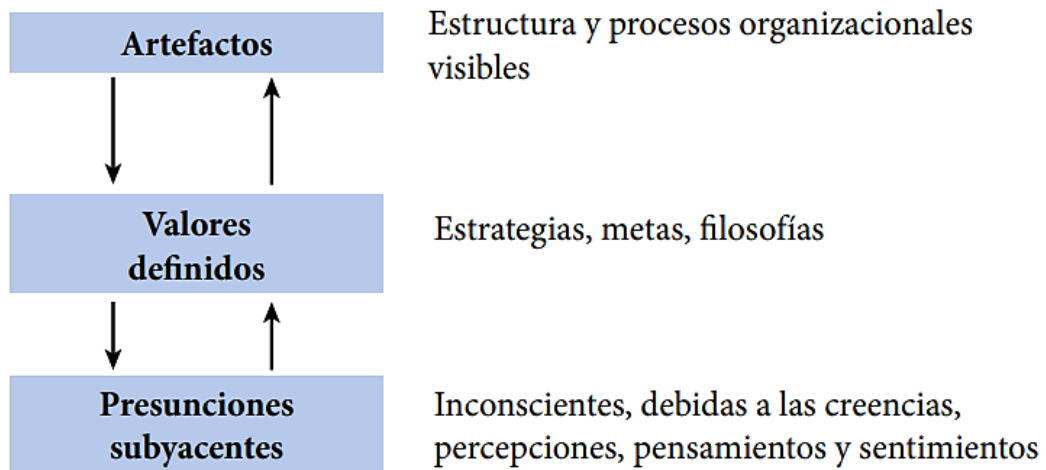 Artefactos
Estructura y procesos organizacionales
visibles
Valores
definidos
Estrategias, metas, filosofías
Presunciones
subyacentes
Inconscientes, debidas a las creencias,
percepciones, pensamientos y sentimientos